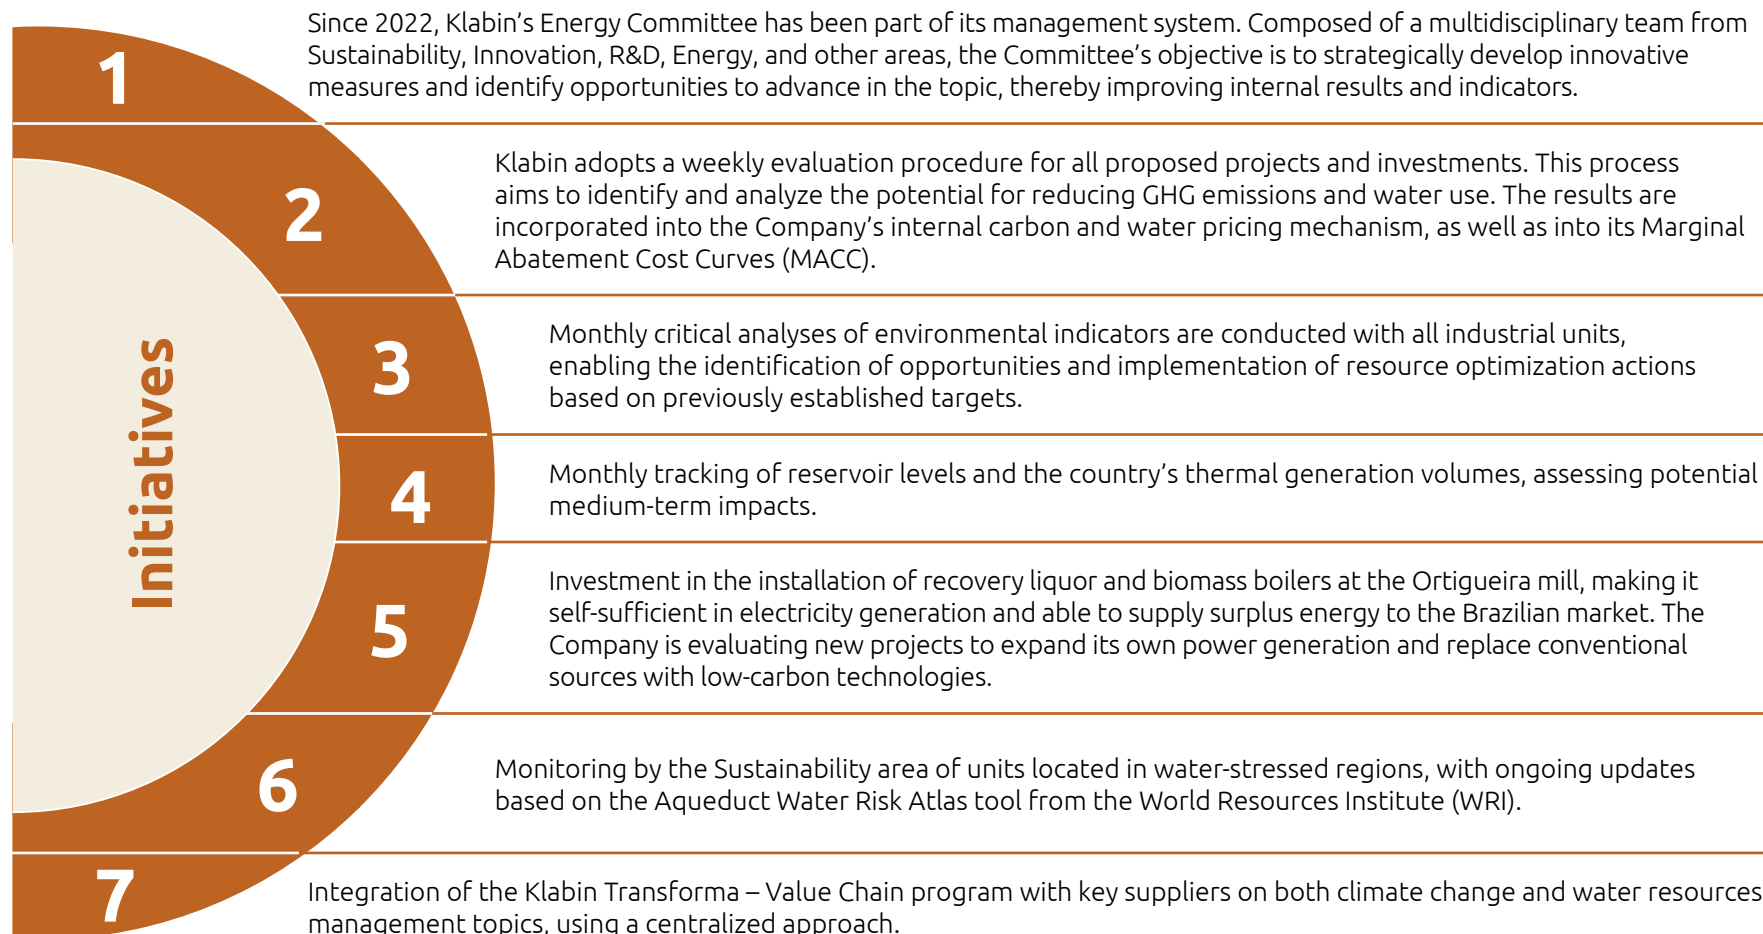 Initiatives
1
Since 2022, Klabin’s Energy Committee has been part of its management system. Composed of a multidisciplinary team from
Sustainability, Innovation, R&D, Energy, and other areas, the Committee’s objective is to strategically develop innovative
measures and identify opportunities to advance in the topic, thereby improving internal results and indicators.
2
Klabin adopts a weekly evaluation procedure for all proposed projects and investments. This process
aims to identify and analyze the potential for reducing GHG emissions and water use. The results are
incorporated into the Company’s internal carbon and water pricing mechanism, as well as into its Marginal
Abatement Cost Curves (MACC).
3
Monthly critical analyses of environmental indicators are conducted with all industrial units,
enabling the identification of opportunities and implementation of resource optimization actions
based on previously established targets.
4
Monthly tracking of reservoir levels and the country’s thermal generation volumes, assessing potential
medium-term impacts.
5
Investment in the installation of recovery liquor and biomass boilers at the Ortigueira mill, making it
self-sufficient in electricity generation and able to supply surplus energy to the Brazilian market. The
Company is evaluating new projects to expand its own power generation and replace conventional
sources with low-carbon technologies.
6
Monitoring by the Sustainability area of units located in water-stressed regions, with ongoing updates
based on the Aqueduct Water Risk Atlas tool from the World Resources Institute (WRI).
7
Integration of the Klabin Transforma – Value Chain program with key suppliers on both climate change and water resources
management topics, using a centralized approach.